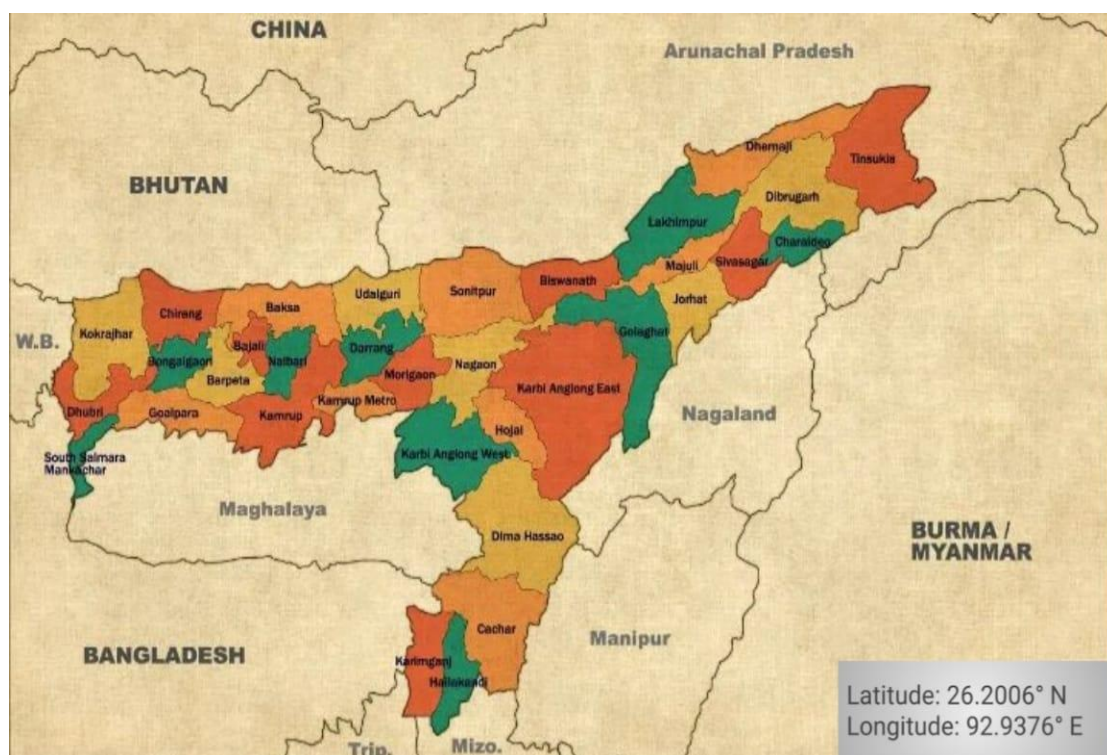 CHINA
Arunachal Pradesh
BHUTAN
Dhemaji
Tinsukia
Dibrugarh
Lakhimpur
Charaideo
Majuli
Sivasagar
Biswanath
Sonitpur
Udalguri
Baksa
Chirang
Kokrajhar
W.B.
Jorhat
Golaghat
Bongaigaon
Bajali
Nalbari
Darrang
Nagaon
Morigaon
Barpeta
Karbi Anglong East
Kamrup Metro
Dhubri
Goalpara
Kamrup
Nagaland
Hojai
Karbi Anglong West
South Salmara
Mankachar
Maghalaya
Dima Hassao
BURMA /
MYANMAR
Cachar
Manipur
BANGLADESH
Karimganj
Hailakandi
Trip.
Mizo.
Latitude: 26.2006° N
Longitude: 92.9376° E